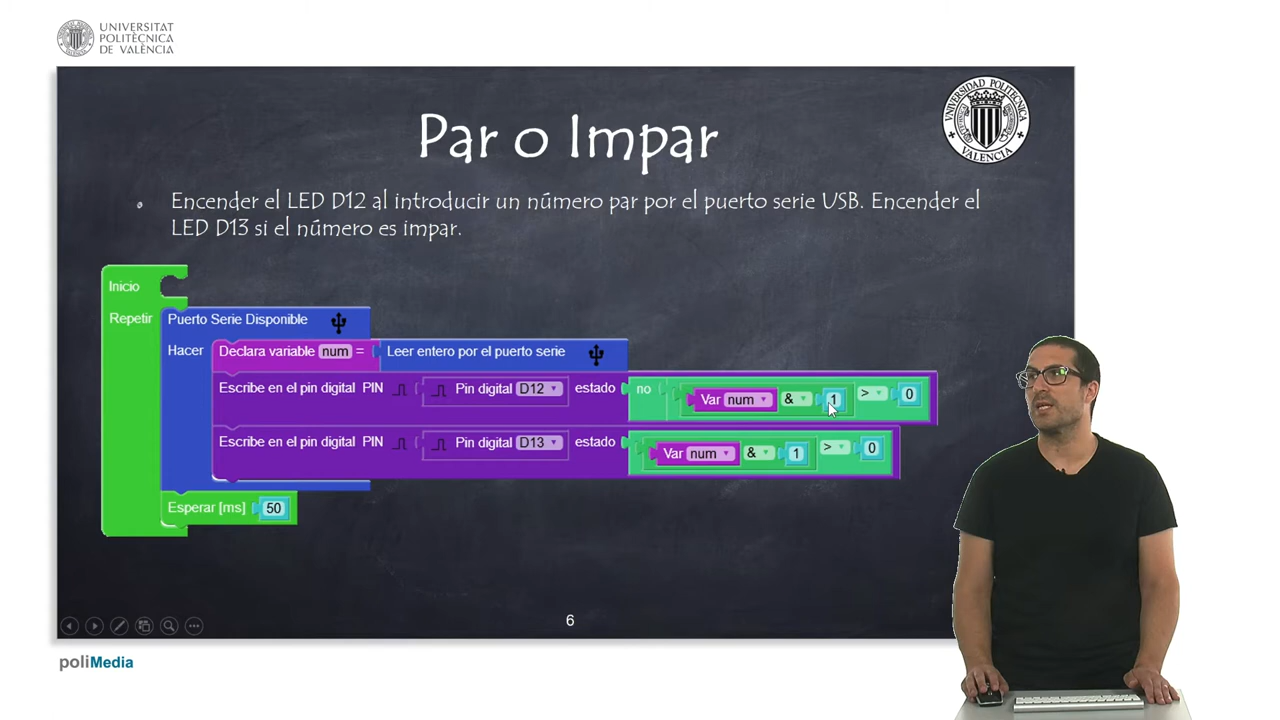 UNIVERSITAT
POLITÈCNICA
DE VALÈNCIA
UNIVERSIDAD POLITECNICA
VALENCIA
Par o Impar
Encender el LED D12 al introducir un número par por el puerto serie USB. Encender el
LED D13 si el número es impar.
Inicio
Repetir
Puerto Serie Disponible
Hacer
Declara variable num =
Leer entero por el puerto serie
Escribe en el pin digital PIN Pin digital D12 estado no Var num & 1 > 0
Escribe en el pin digital PIN Pin digital D13 estado Var num & 1 > 0
Esperar [ms] 50
6
poliMedia